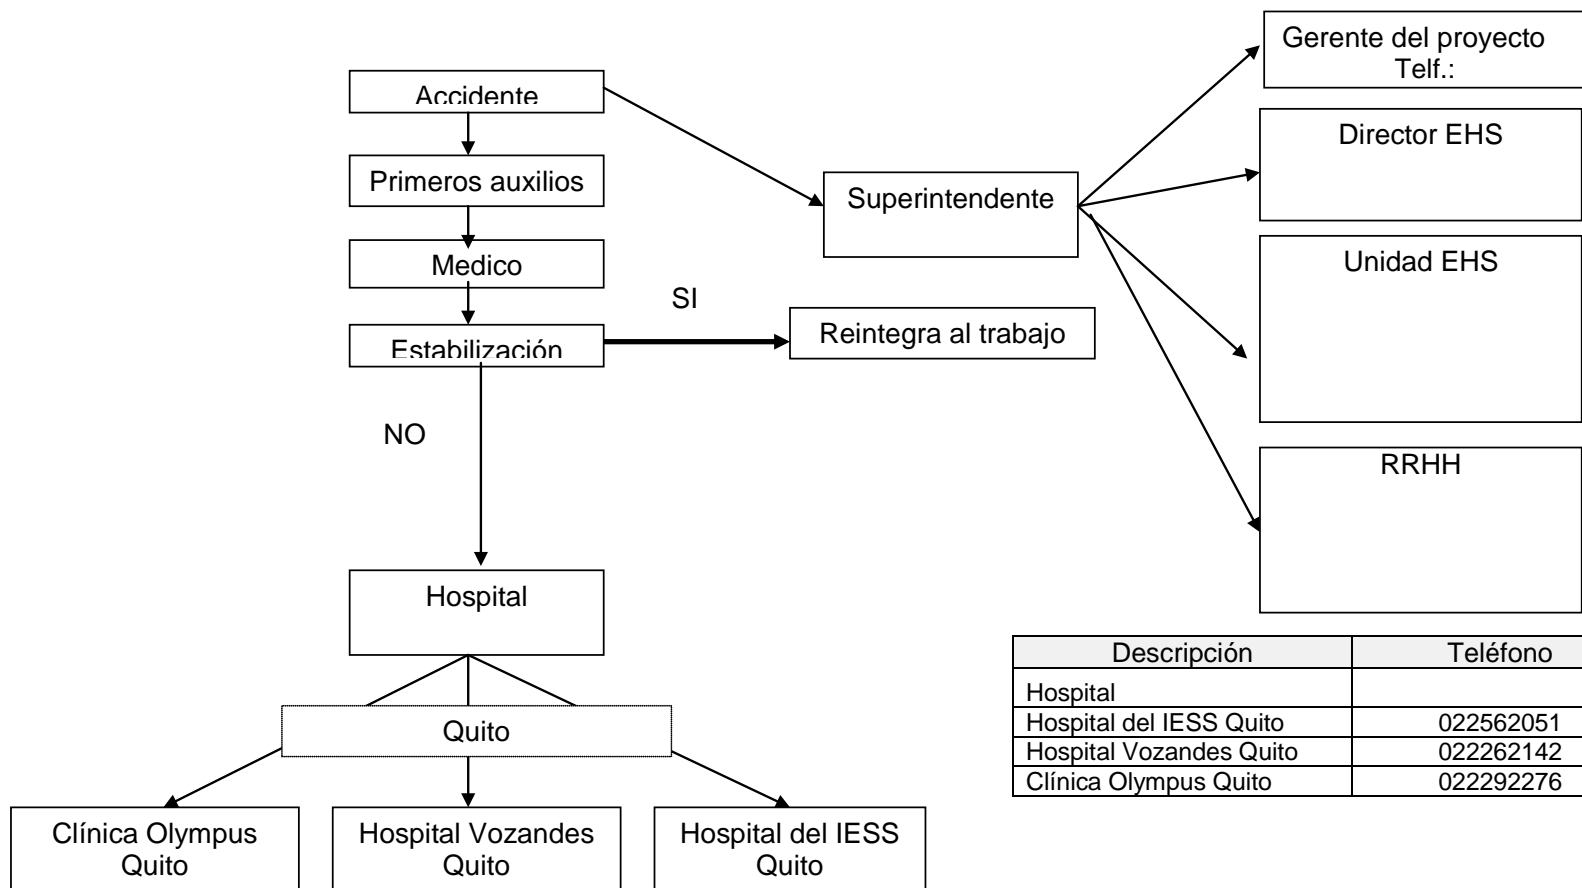 Gerente del proyecto
Telf.:
Accidente
Director EHS
Primeros auxilios
Superintendente
Medico
Unidad EHS
SI
Reintegra al trabajo
Estabilización
NO
RRHH
Hospital
Descripción Teléfono
Hospital
Hospital del IESS Quito 022562051
Hospital Vozandes Quito 022262142
Clínica Olympus Quito 022292276
Quito
Clínica Olympus
Quito
Hospital Vozandes
Quito
Hospital del IESS
Quito